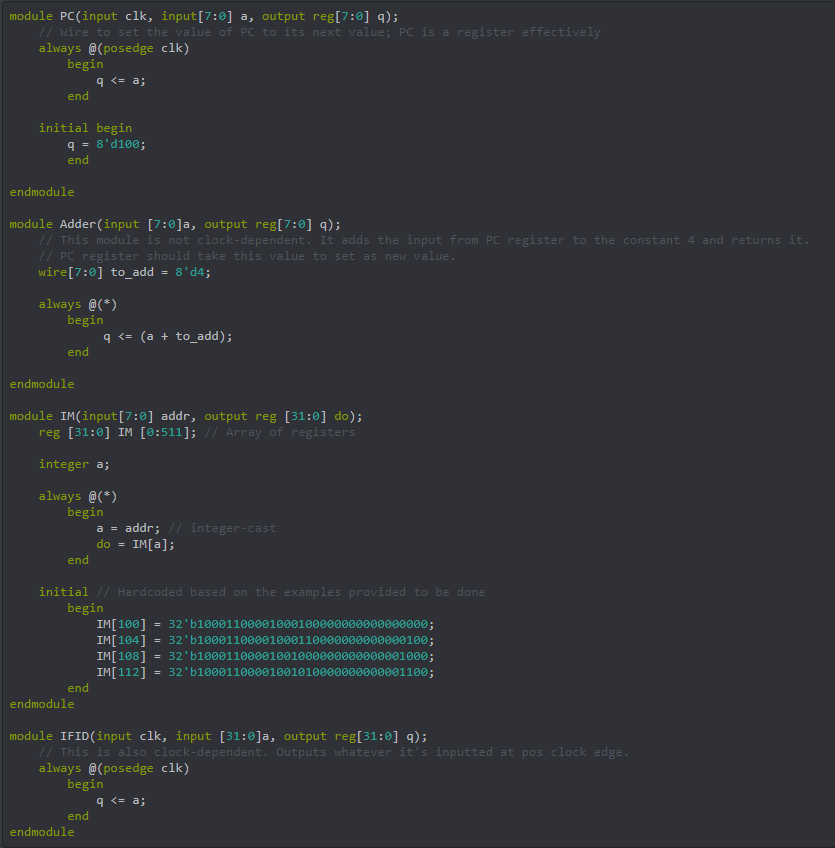 module PC(input clk, input[7:0] a, output reg[7:0] q);
    // Wire to set the value of PC to its next value; PC is a register effectively
    always @(posedge clk)
        begin
            q <= a;
        end

    initial begin
        q = 8'd100;
        end

endmodule

module Adder(input [7:0]a, output reg[7:0] q);
    // This module is not clock-dependent. It adds the input from PC register to the constant 4 and returns it.
    // PC register should take this value to set as new value.
    wire[7:0] to_add = 8'd4;

    always @(*)
        begin
             q <= (a + to_add);
        end

endmodule

module IM(input[7:0] addr, output reg [31:0] do);
    reg [31:0] IM [0:511]; // Array of registers

    integer a;

    always @(*)
        begin
            a = addr; // integer-cast
            do = IM[a];
        end

    initial // Hardcoded based on the examples provided to be done
        begin
            IM[100] = 32'b10001100001000100000000000000000;
            IM[104] = 32'b10001100001000110000000000000100;
            IM[108] = 32'b10001100001001000000000000001000;
            IM[112] = 32'b10001100001001010000000000001100;
        end
endmodule

module IFID(input clk, input [31:0]a, output reg[31:0] q);
    // This is also clock-dependent. Outputs whatever it's inputted at pos clock edge.
    always @(posedge clk)
        begin
            q <= a;
        end
endmodule